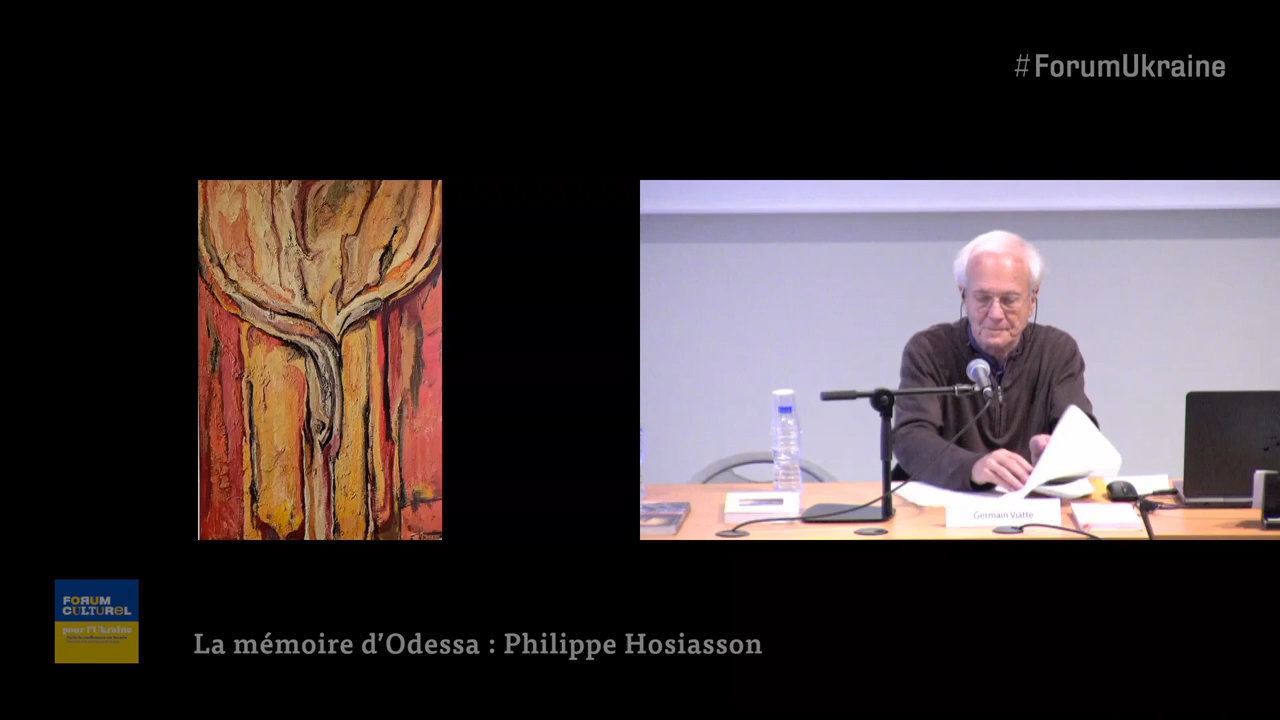 #ForumUkraine
Germain Viatte
FORUM
CULTUREL
pour l'Ukraine
La mémoire d'Odessa : Philippe Hosiasson